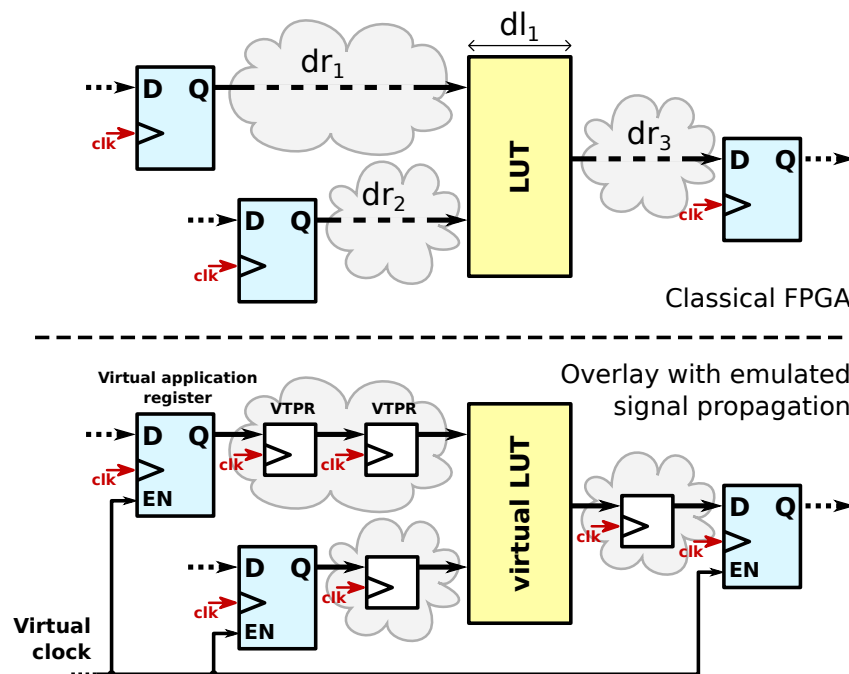 dl₁
dr₁
D Q
clk
LUT
dr₃
D Q
clk
dr₂
D Q
clk
Classical FPGA
Virtual application
register
VTPR
VTPR
Overlay with emulated
signal propagation
D Q
clk
EN
clk
clk
virtual LUT
clk
D Q
clk
EN
D Q
clk
EN
clk
Virtual
clock